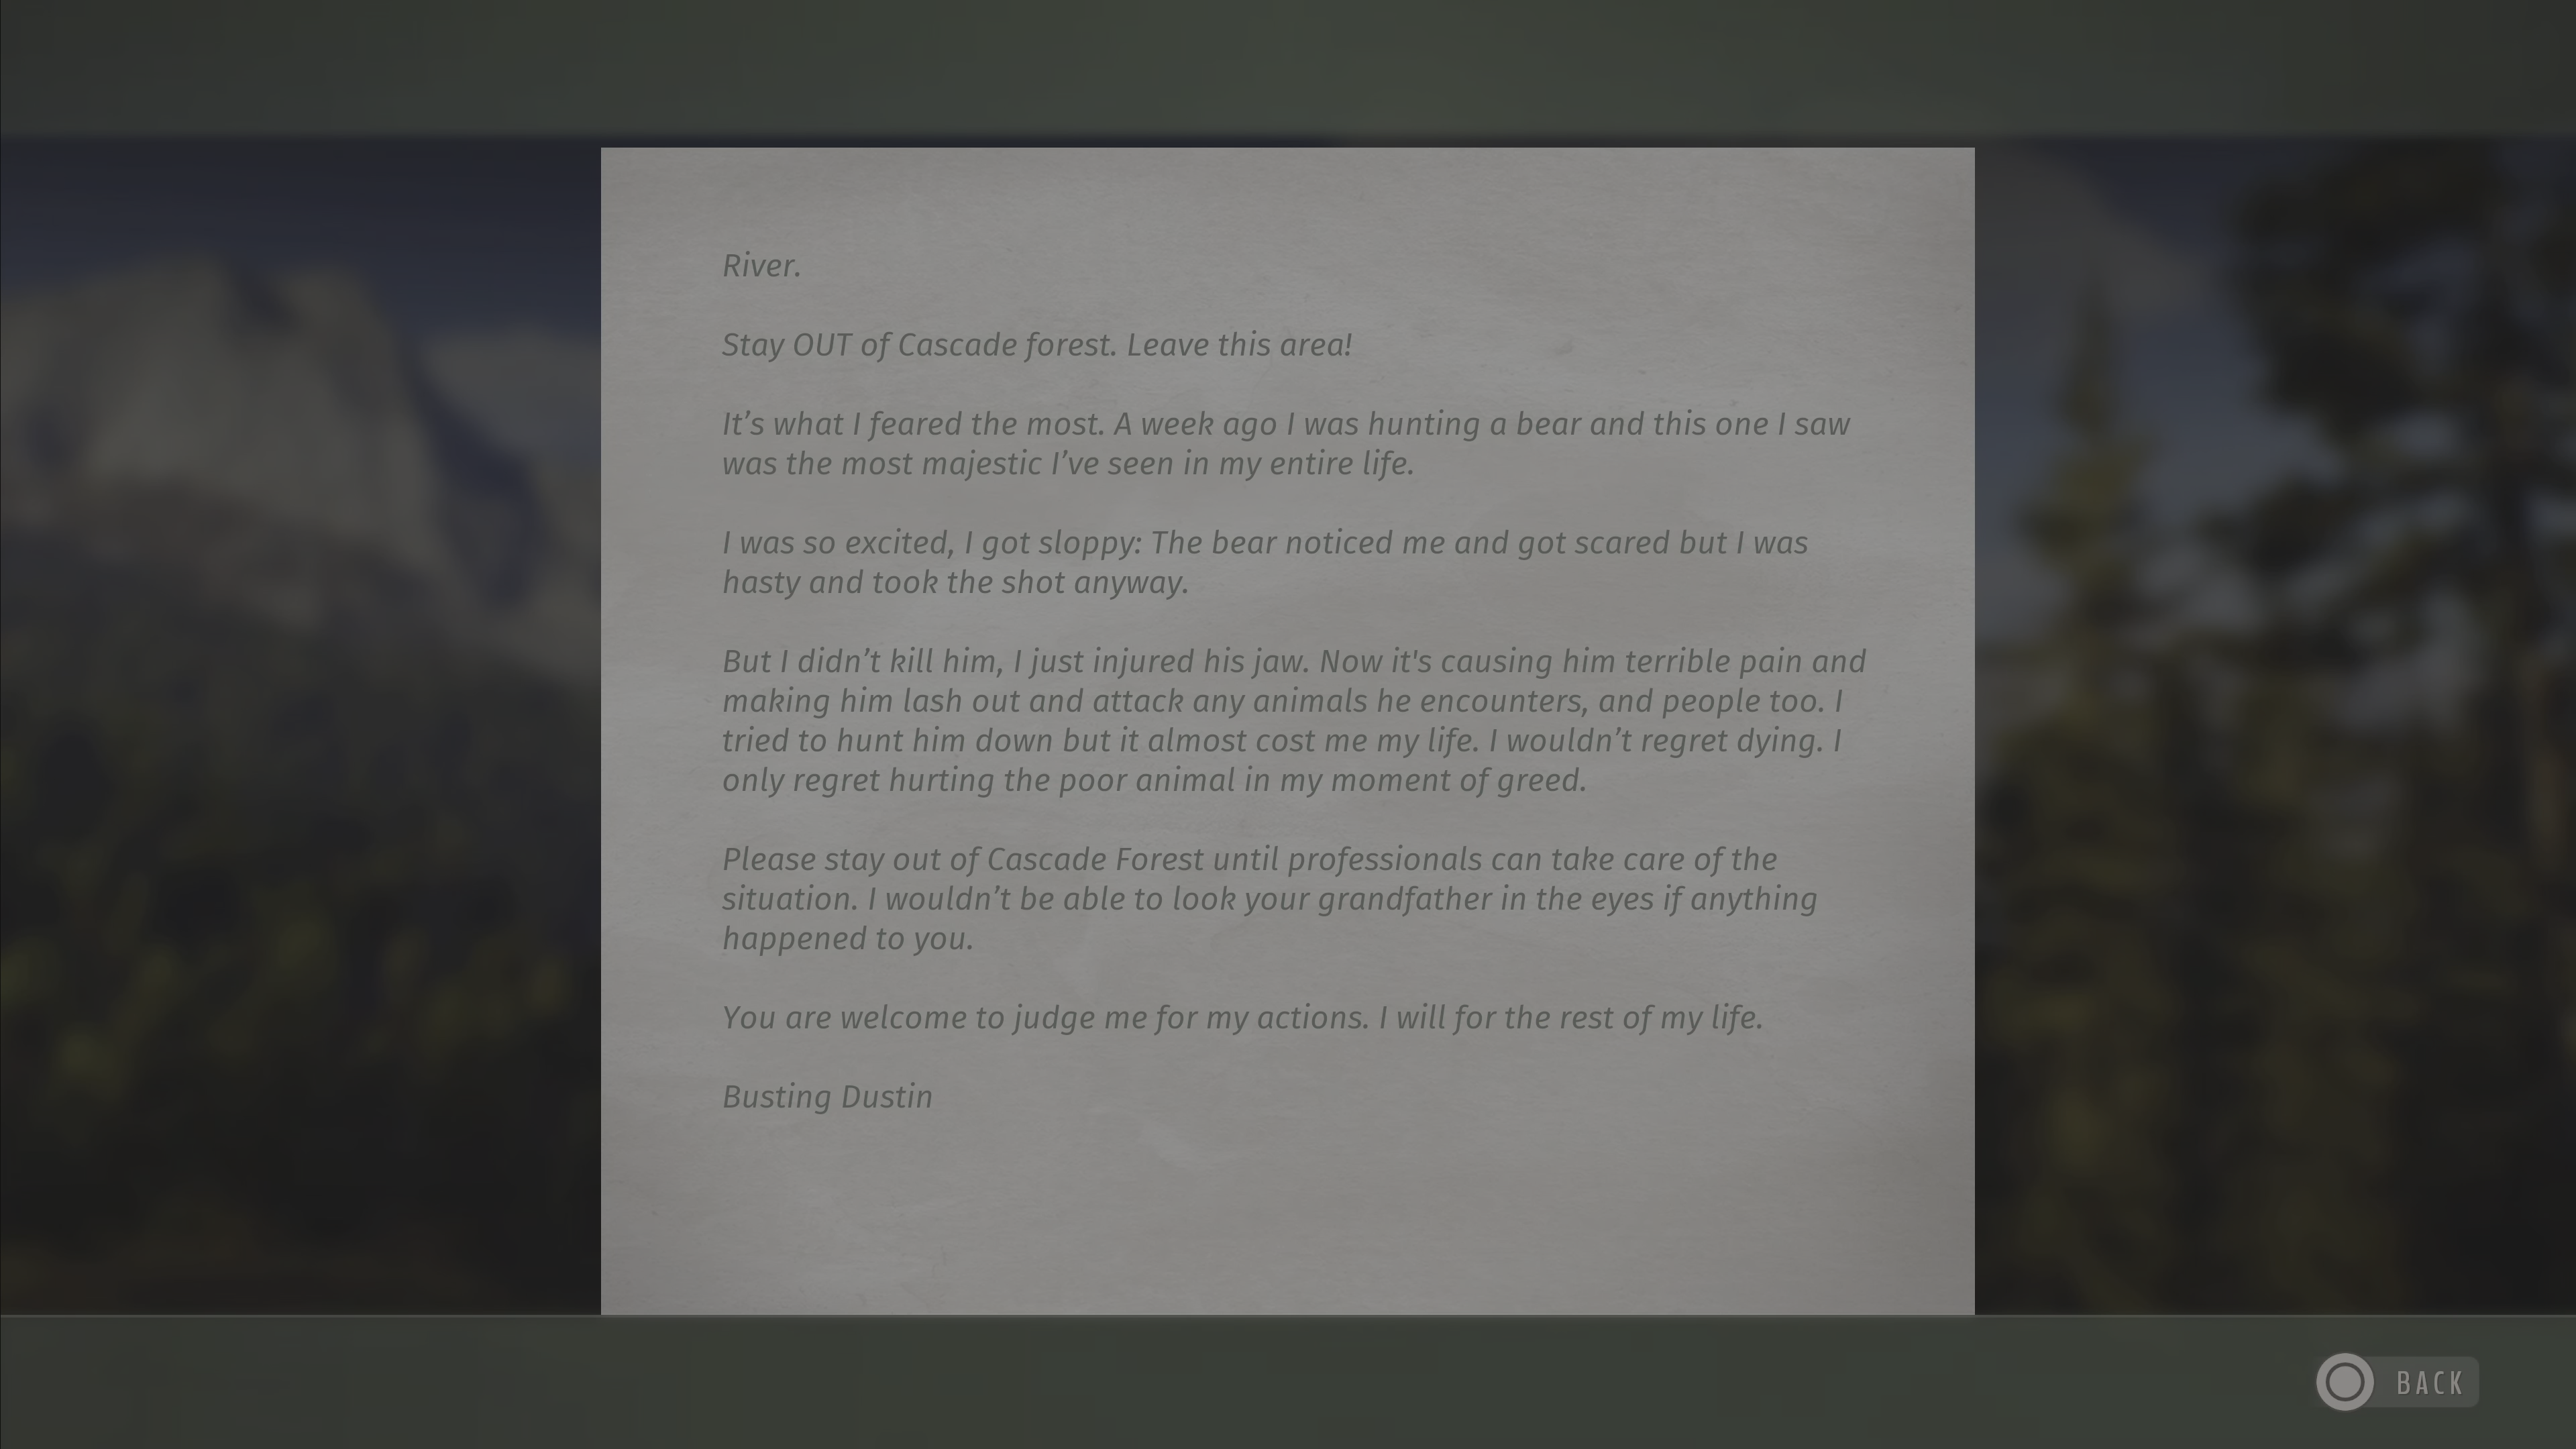 River.
Stay OUT of Cascade forest. Leave this area!
It’s what I feared the most. A week ago I was hunting a bear and this one I saw
was the most majestic I’ve seen in my entire life.
I was so excited, I got sloppy: The bear noticed me and got scared but I was
hasty and took the shot anyway.
But I didn’t kill him, I just injured his jaw. Now it's causing him terrible pain and
making him lash out and attack any animals he encounters, and people too. I
tried to hunt him down but it almost cost me my life. I wouldn’t regret dying. I
only regret hurting the poor animal in my moment of greed.
Please stay out of Cascade Forest until professionals can take care of the
situation. I wouldn’t be able to look your grandfather in the eyes if anything
happened to you.
You are welcome to judge me for my actions. I will for the rest of my life.
Busting Dustin
BACK